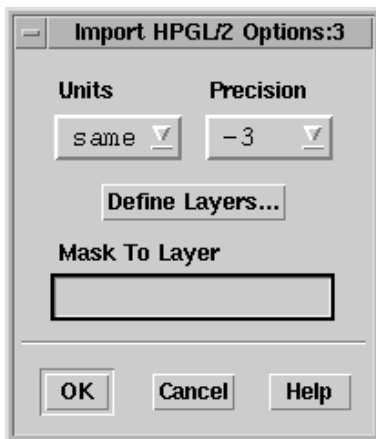 Import HPGL/2 Options:3
Units Precision
same -3
Define Layers...
Mask To Layer
OK Cancel Help